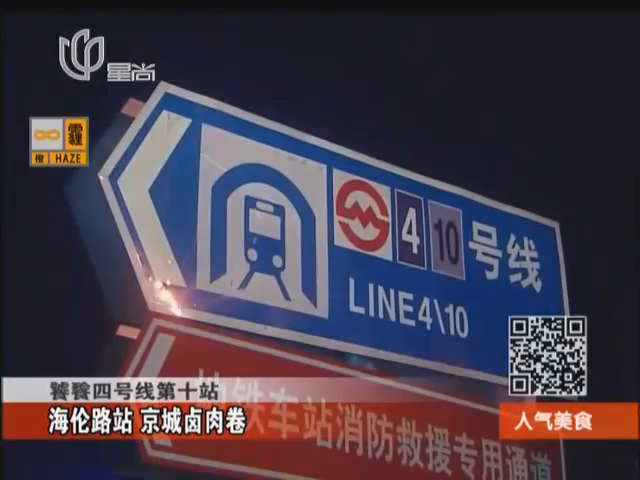 星尚
霾
橙 HAZE
4 10 号线
LINE4\10
地铁车站消防救援专用通道
饕餮四号线第十站
海伦路站 京城卤肉卷
人气美食